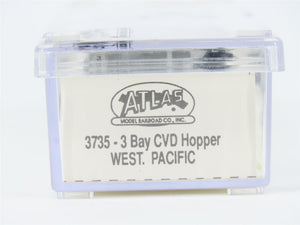 ATLAS
MODEL RAILROAD CO., INC.
3735 - 3 Bay CVD Hopper
WEST. PACIFIC